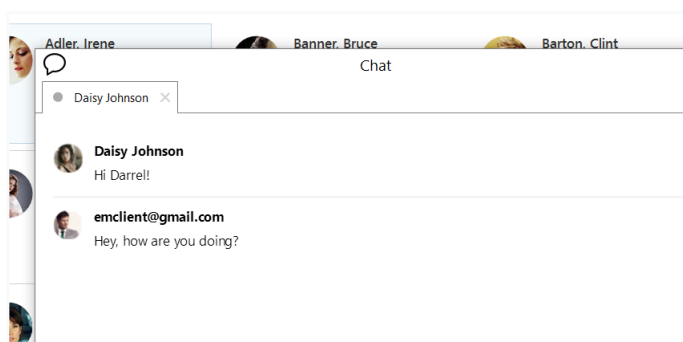 Adler, Irene
Banner, Bruce
Barton, Clint
Chat
Daisy Johnson
Daisy Johnson
Hi Darrel!
emclient@gmail.com
Hey, how are you doing?